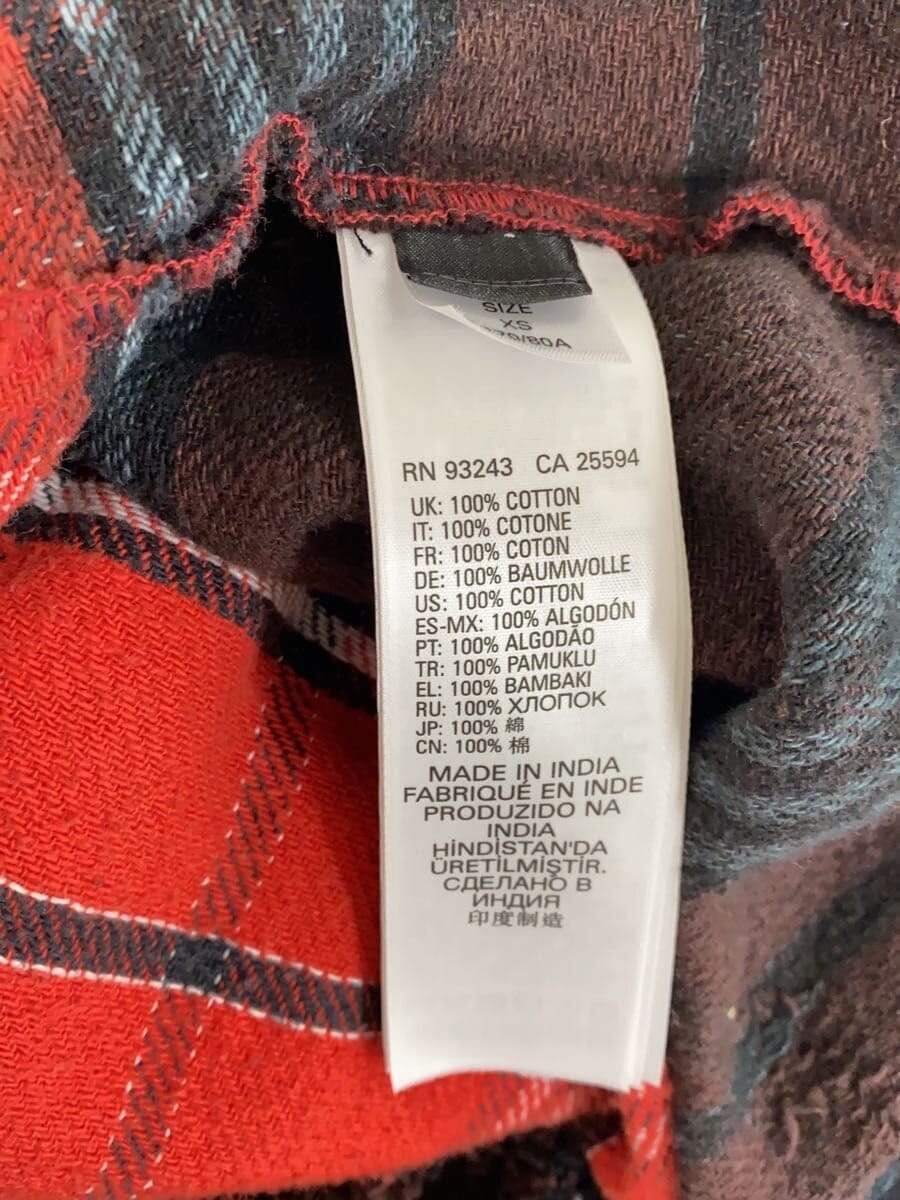 SIZE
XS
70/80A
RN 93243 CA 25594
UK: 100% COTTON
IT: 100% COTONE
FR: 100% COTON
DE: 100% BAUMWOLLE
US: 100% COTTON
ES-MX: 100% ALGODÓN
PT: 100% ALGODÃO
TR: 100% PAMUKLU
EL: 100% BAMBAKI
RU: 100% ХЛОПОК
JP: 100% 綿
CN: 100% 棉
MADE IN INDIA
FABRIQUÉ EN INDE
PRODUZIDO NA
INDIA
HİNDİSTAN'DA
ÜRETİLMİŞTİR.
СДЕЛАНО В
ИНДИЯ
印度制造